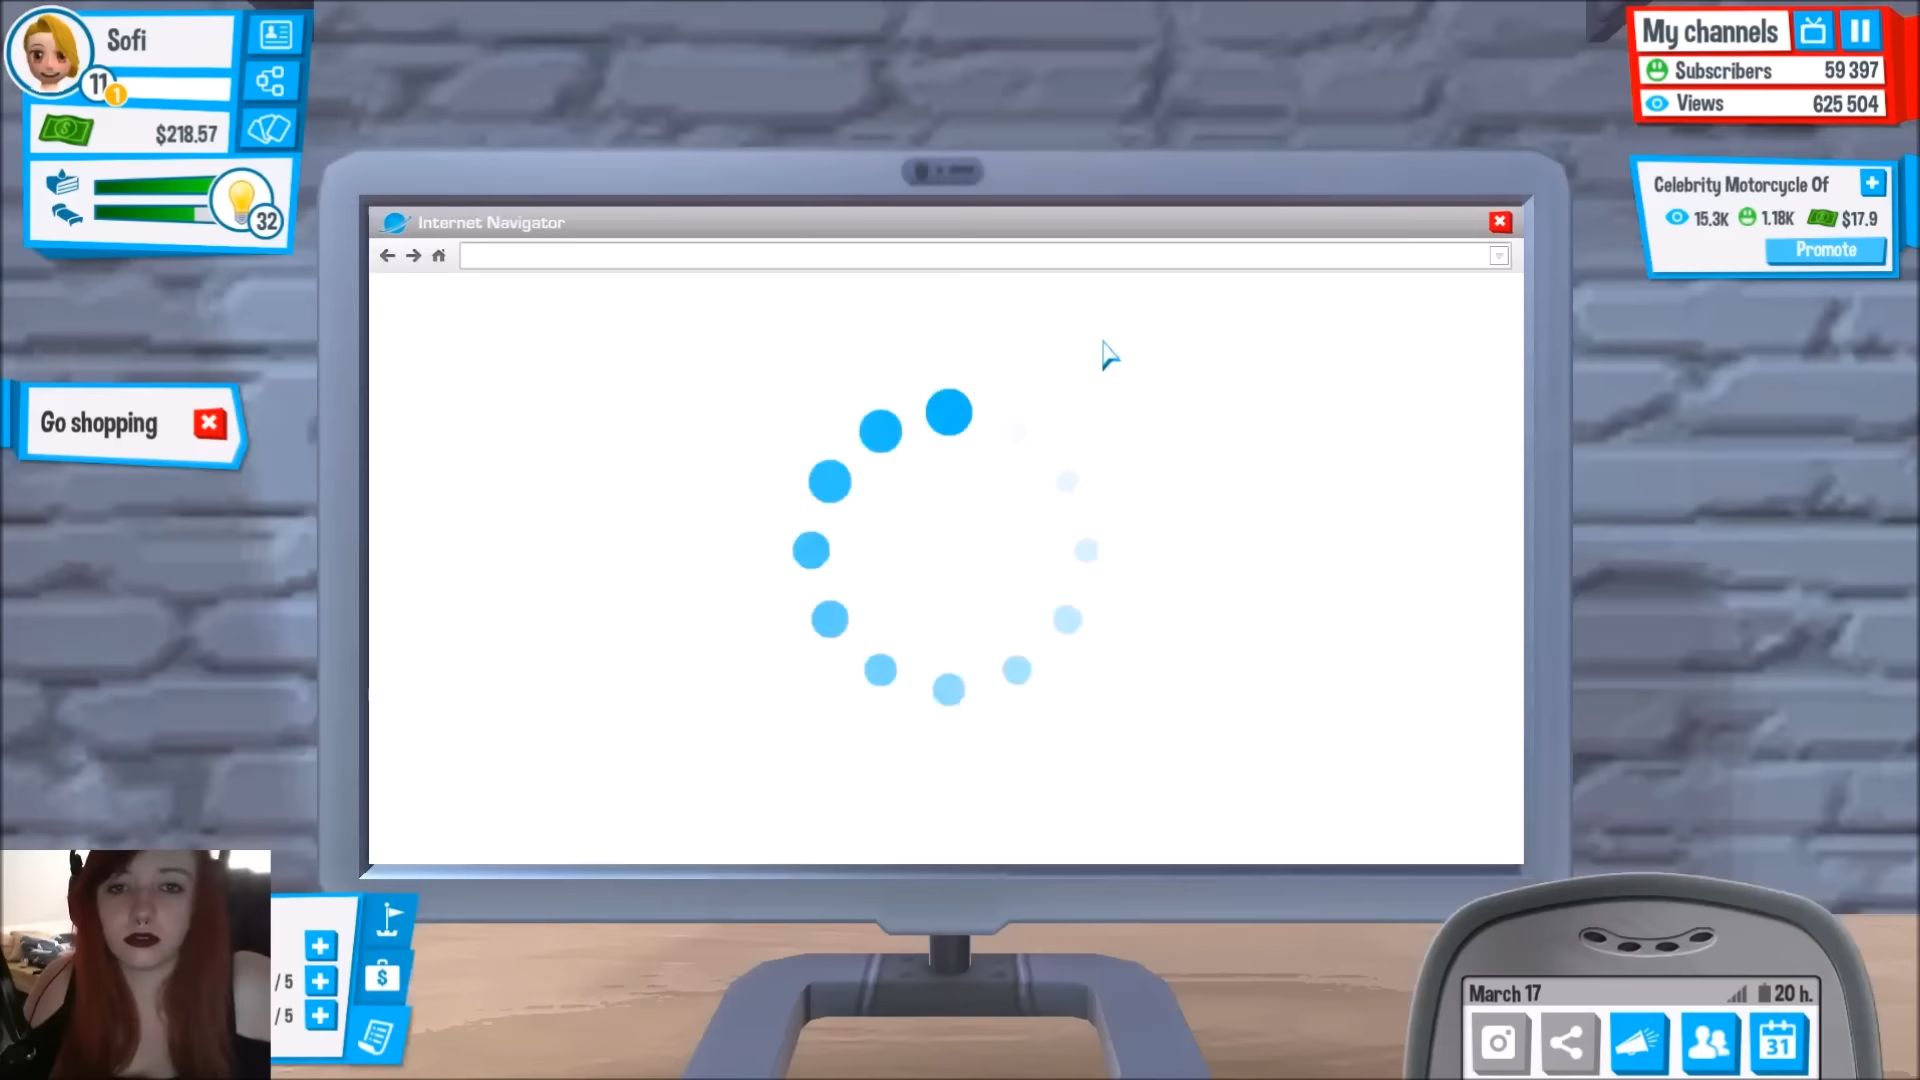 Sofi
11
1
$218.57
32
My channels
Subscribers 59 397
Views 625 504
Celebrity Motorcycle Of
15.3K 1.18K $17.9
Promote
Internet Navigator
Go shopping
/ 5
/ 5
March 17 20 h.
31